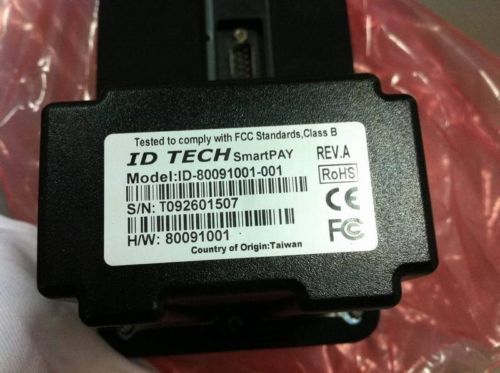 Tested to comply with FCC Standards,Class B
ID TECH SmartPAY REV.A
Model:ID-80091001-001 RoHS
S/N: T092601507 CE
H/W: 80091001 FC
Country of Origin:Taiwan